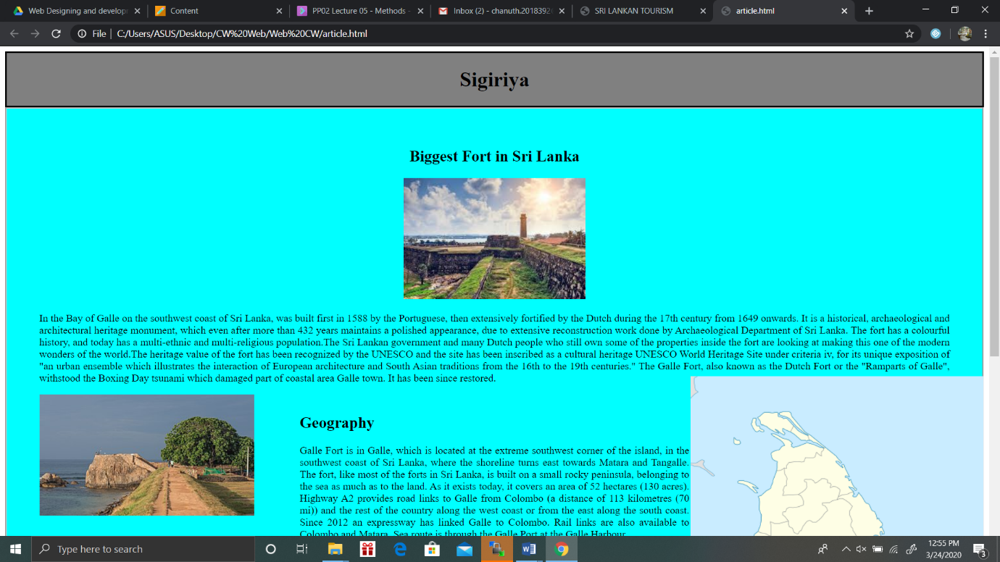 Web Designing and develop
Content
PP02 Lecture 05 - Methods -
Inbox (2) - chanuth.2018392
SRI LANKAN TOURISM
article.html
File | C:/Users/ASUS/Desktop/CW%20Web/Web%20CW/article.html
Sigiriya
Biggest Fort in Sri Lanka
In the Bay of Galle on the southwest coast of Sri Lanka, was built first in 1588 by the Portuguese, then extensively fortified by the Dutch during the 17th century from 1649 onwards. It is a historical, archaeological and
architectural heritage monument, which even after more than 432 years maintains a polished appearance, due to extensive reconstruction work done by Archaeological Department of Sri Lanka. The fort has a colourful
history, and today has a multi-ethnic and multi-religious population.The Sri Lankan government and many Dutch people who still own some of the properties inside the fort are looking at making this one of the modern
wonders of the world.The heritage value of the fort has been recognized by the UNESCO and the site has been inscribed as a cultural heritage UNESCO World Heritage Site under criteria iv, for its unique exposition of
"an urban ensemble which illustrates the interaction of European architecture and South Asian traditions from the 16th to the 19th centuries." The Galle Fort, also known as the Dutch Fort or the "Ramparts of Galle",
withstood the Boxing Day tsunami which damaged part of coastal area Galle town. It has been since restored.
Geography
Galle Fort is in Galle, which is located at the extreme southwest corner of the island, in the
southwest coast of Sri Lanka, where the shoreline turns east towards Matara and Tangalle.
The fort, like most of the forts in Sri Lanka, is built on a small rocky peninsula, belonging to
the sea as much as to the land. As it exists today, it covers an area of 52 hectares (130 acres).
Highway A2 provides road links to Galle from Colombo (a distance of 113 kilometres (70
mi)) and the rest of the country along the west coast or from the east along the south coast.
Since 2012 an expressway has linked Galle to Colombo. Rail links are also available to
Colombo and Matara. Sea route is through the Galle Port at the Galle Harbour.
Type here to search
12:55 PM
3/24/2020
3